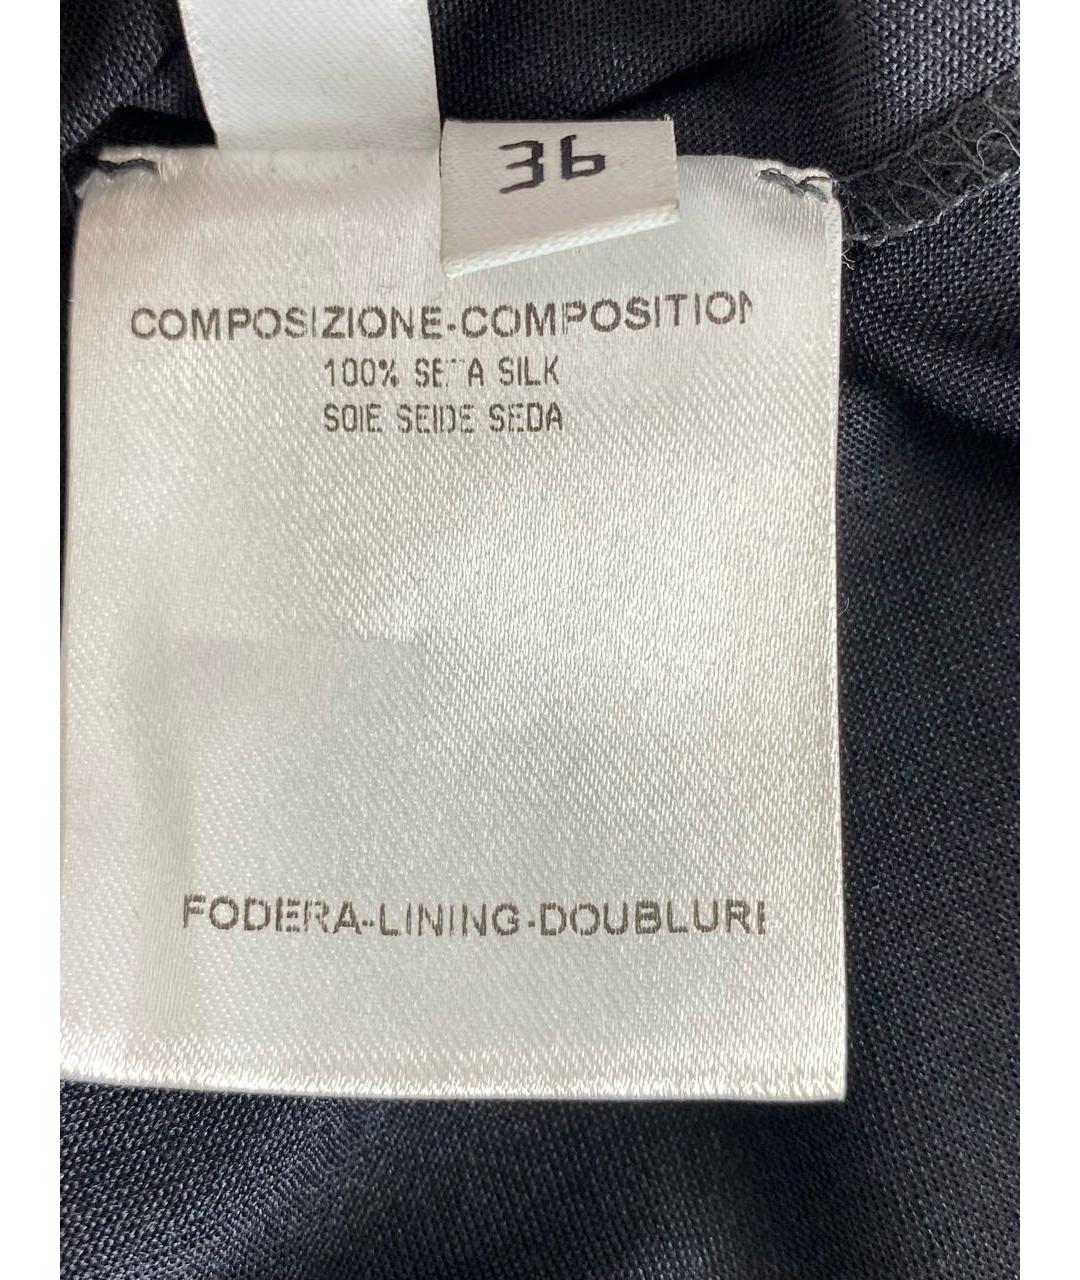 36
COMPOSIZIONE-COMPOSITION
100% SETA SILK
SOIE SEIDE SEDA
FODERA-LINING-DOUBLURE